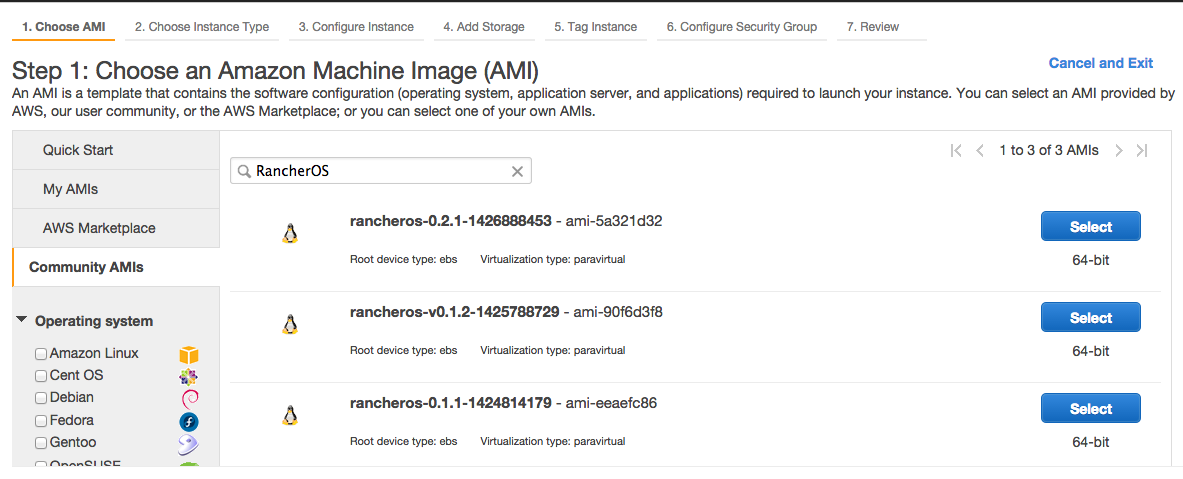 1. Choose AMI 2. Choose Instance Type 3. Configure Instance 4. Add Storage 5. Tag Instance 6. Configure Security Group 7. Review
Step 1: Choose an Amazon Machine Image (AMI)
Cancel and Exit
An AMI is a template that contains the software configuration (operating system, application server, and applications) required to launch your instance. You can select an AMI provided by
AWS, our user community, or the AWS Marketplace; or you can select one of your own AMIs.
Quick Start
My AMIs
AWS Marketplace
Community AMIs
Operating system
Amazon Linux
Cent OS
Debian
Fedora
Gentoo
OpenSUSE
1 to 3 of 3 AMIs
RancherOS
rancheros-0.2.1-1426888453 - ami-5a321d32
Select
Root device type: ebs Virtualization type: paravirtual
64-bit
rancheros-v0.1.2-1425788729 - ami-90f6d3f8
Select
Root device type: ebs Virtualization type: paravirtual
64-bit
rancheros-0.1.1-1424814179 - ami-eeaefc86
Select
Root device type: ebs Virtualization type: paravirtual
64-bit